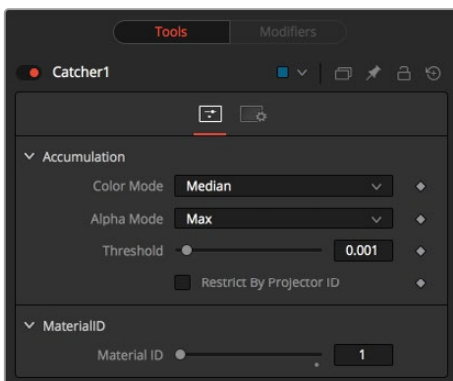 Tools Modifiers
Catcher1
Accumulation
Color Mode Median
Alpha Mode Max
Threshold 0.001
Restrict By Projector ID
MaterialID
Material ID 1